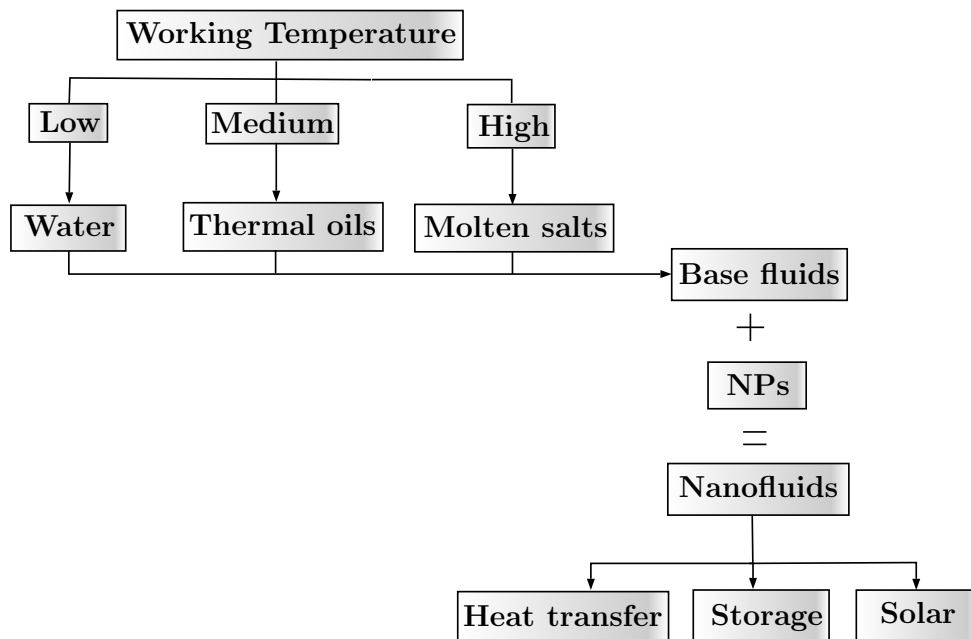 Working Temperature
Low
Medium
High
Water
Thermal oils
Molten salts
Base fluids
+
NPs
=
Nanofluids
Heat transfer
Storage
Solar